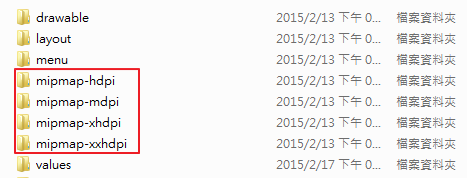 drawable 2015/2/13 下午 0... 檔案資料夾
layout 2015/2/13 下午 0... 檔案資料夾
menu 2015/2/13 下午 0... 檔案資料夾
mipmap-hdpi 2015/2/13 下午 0... 檔案資料夾
mipmap-mdpi 2015/2/13 下午 0... 檔案資料夾
mipmap-xhdpi 2015/2/13 下午 0... 檔案資料夾
mipmap-xxhdpi 2015/2/13 下午 0... 檔案資料夾
values 2015/2/17 下午 0... 檔案資料夾